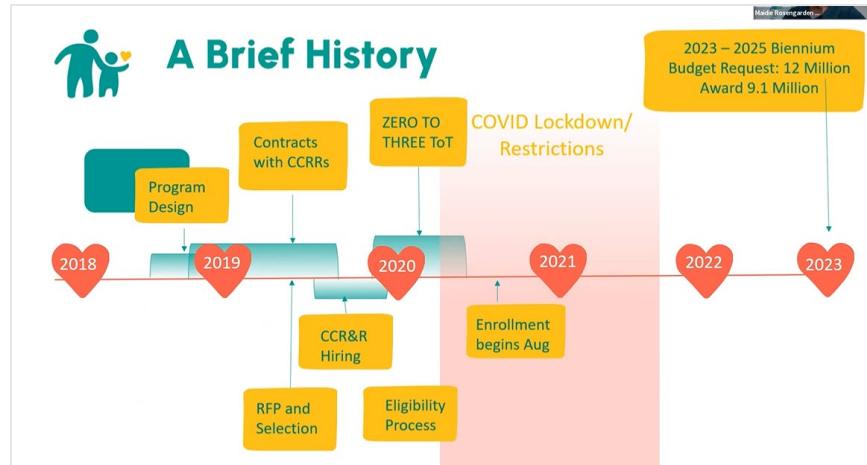 Maidie Rosengarden
A Brief History
2023 – 2025 Biennium
Budget Request: 12 Million
Award 9.1 Million
ZERO TO
THREE ToT
COVID Lockdown/
Restrictions
Contracts
with CCRRs
Program
Design
2018
2019
2020
2021
2022
2023
CCR&R
Hiring
Enrollment
begins Aug
RFP and
Selection
Eligibility
Process